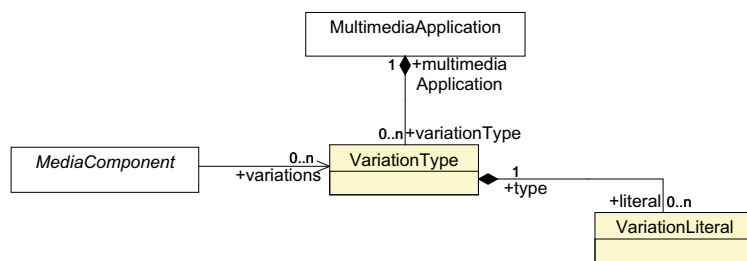 MultimediaApplication
1
+multimedia
Application
0..n
+variationType
MediaComponent
0..n
+variations
VariationType
1
+type
+literal
0..n
VariationLiteral